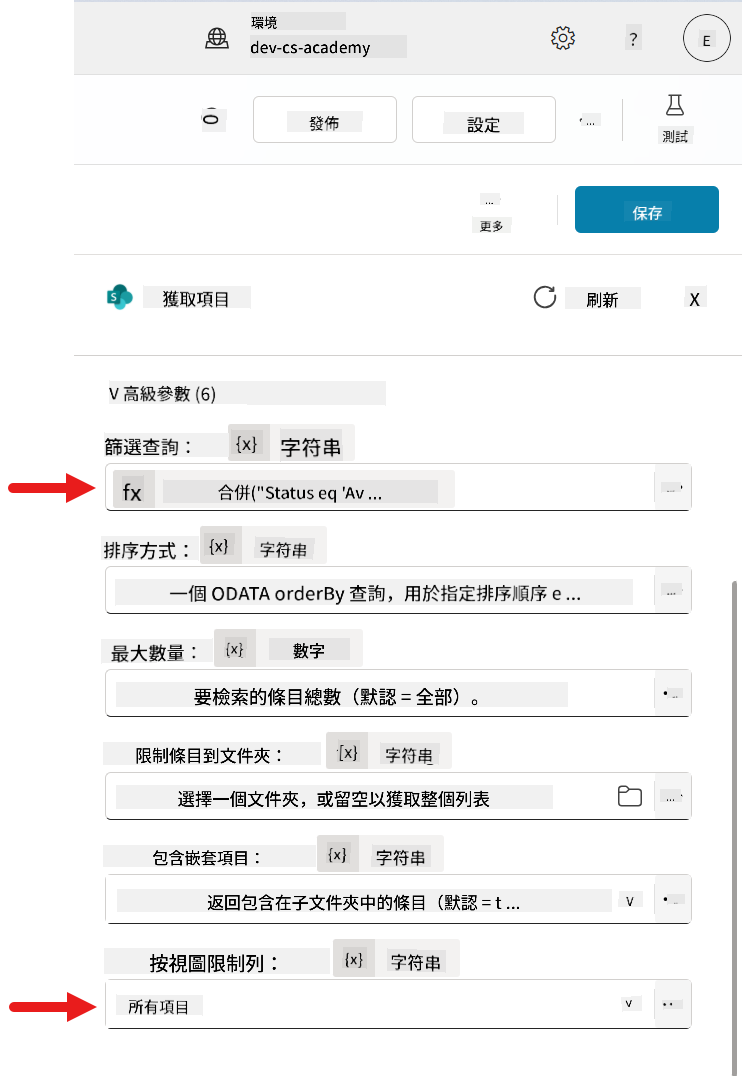 環境
dev-cs-academy
?
E
發佈
設定
...
測試
...
更多
保存
S
獲取項目
刷新
X
V 高級參數 (6)
篩選查詢： {x} 字符串
fx 合併("Status eq 'Av ...
...
排序方式： {x} 字符串
一個 ODATA orderBy 查詢，用於指定排序順序 e ...
...
最大數量： {x} 數字
要檢索的條目總數（默認 = 全部）。
限制條目到文件夾： {x} 字符串
選擇一個文件夾，或留空以獲取整個列表
...
包含嵌套項目： {x} 字符串
返回包含在子文件夾中的條目（默認 = t ...
v
按視圖限制列： {x} 字符串
所有項目
v